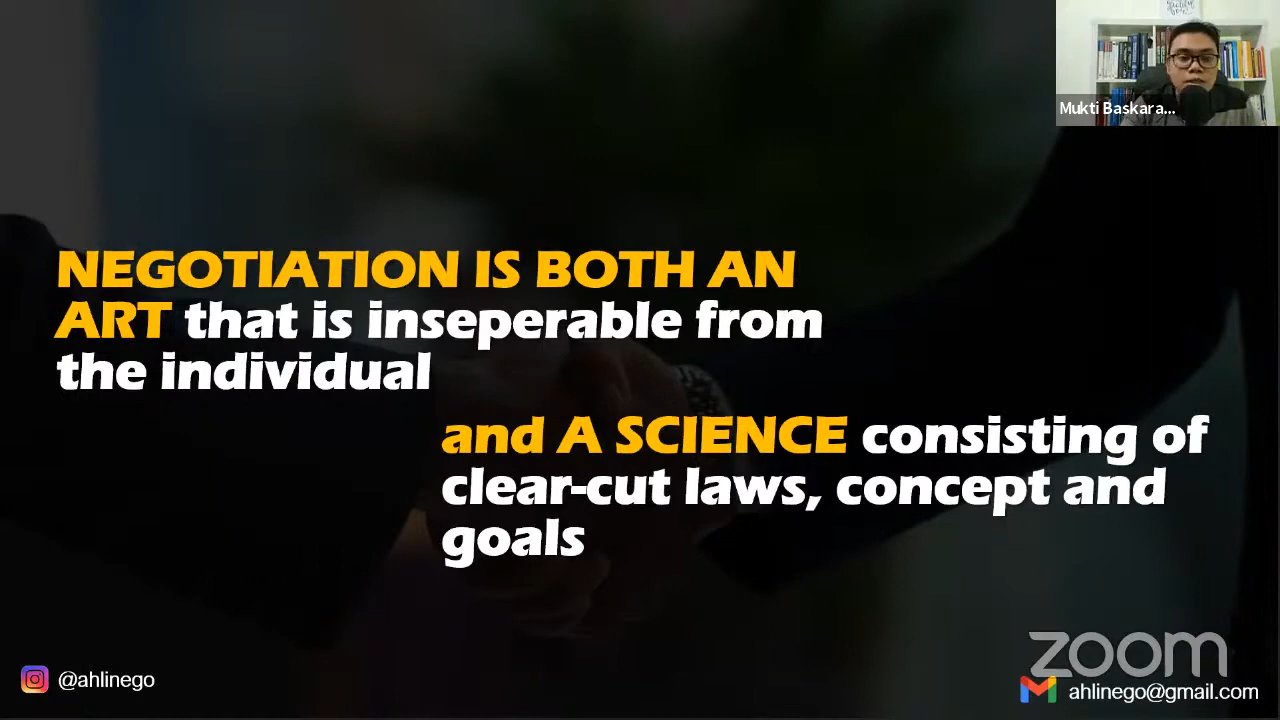 Mukti Baskara...
NEGOTIATION IS BOTH AN
ART that is inseperable from
the individual
and A SCIENCE consisting of
clear-cut laws, concept and
goals
@ahlinego
zoom
ahlinego@gmail.com